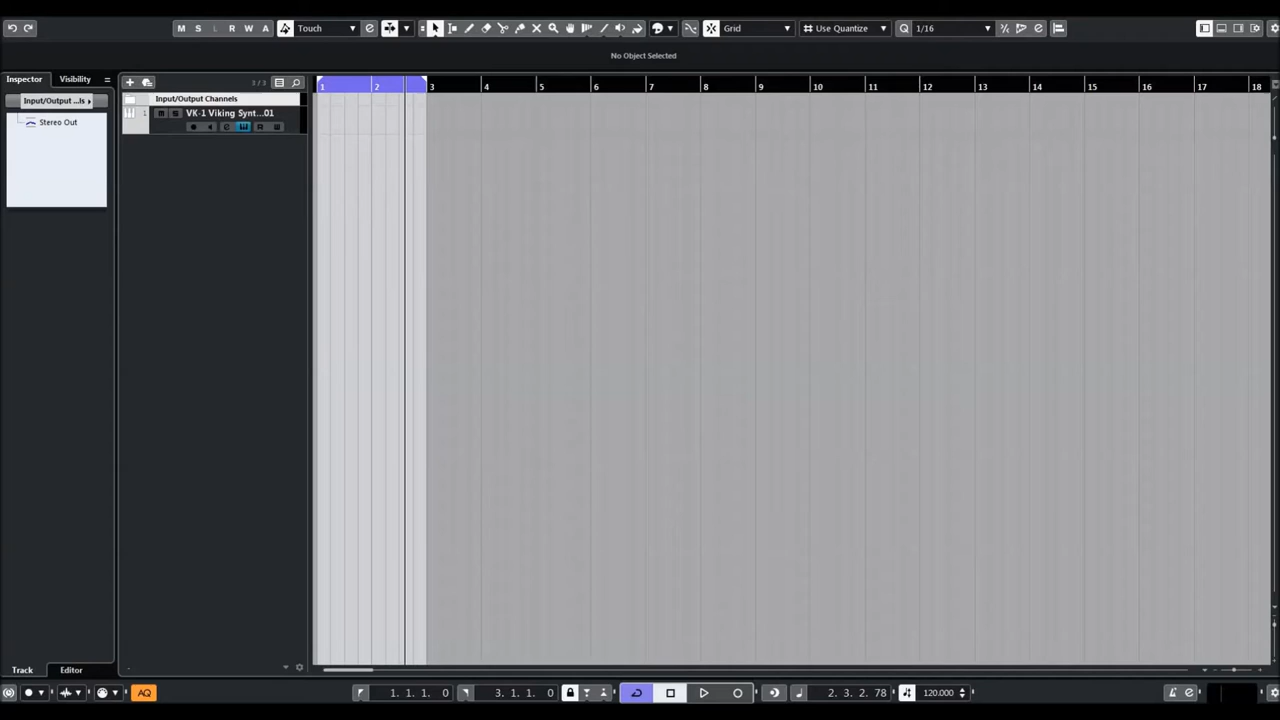 M S L R W A Touch Grid Use Quantize Q 1/16
No Object Selected
Inspector Visibility
Input/Output ...ls
Stereo Out
3 / 3
Input/Output Channels
1 M S VK-1 Viking Synt...01
R W
1 2 3 4 5 6 7 8 9 10 11 12 13 14 15 16 17 18
Track Editor
AQ 1. 1. 1. 0 3. 1. 1. 0 2. 3. 2. 78 120.000